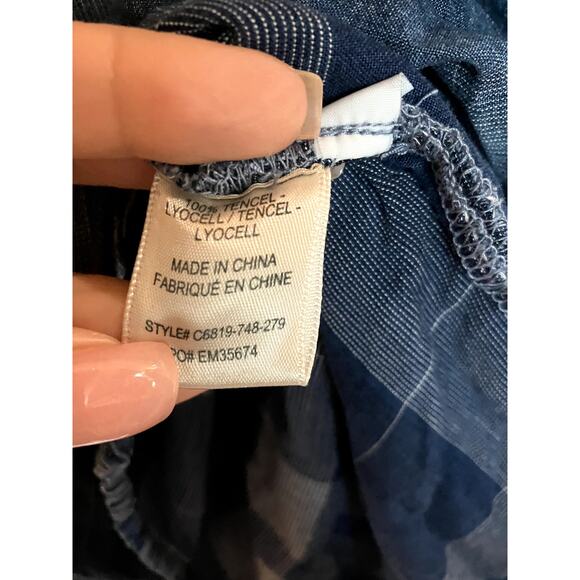 100% TENCEL -
LYOCELL / TENCEL -
LYOCELL
MADE IN CHINA
FABRIQUÉ EN CHINE
STYLE# C6819-748-279
PO# EM35674